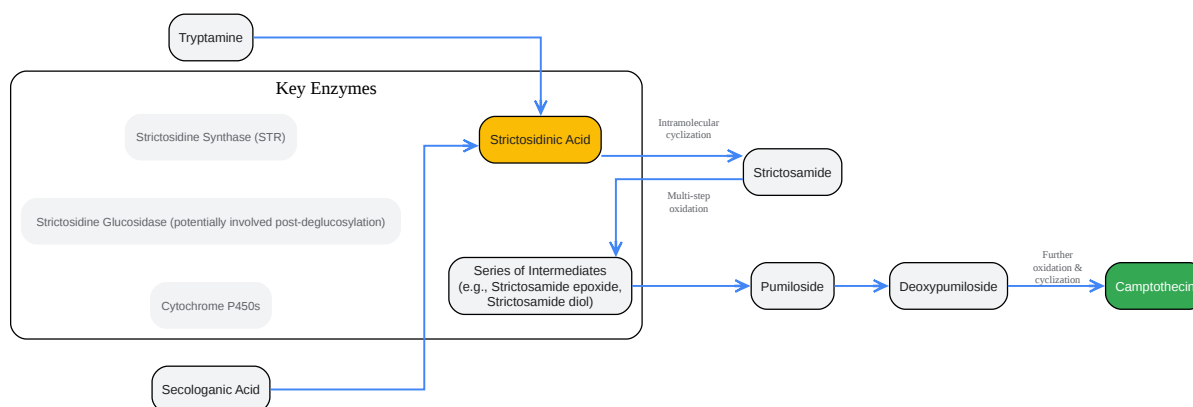 Tryptamine
Key Enzymes
Strictosidine Synthase (STR)
Strictosidinic Acid
Intramolecular
cyclization
Strictosamide
Multi-step
oxidation
Strictosidine Glucosidase (potentially involved post-deglucosylation)
Series of Intermediates
(e.g., Strictosamide epoxide,
Strictosamide diol)
Cytochrome P450s
Pumiloside
Deoxypumiloside
Further
oxidation &
cyclization
Camptothecin
Secologanic Acid